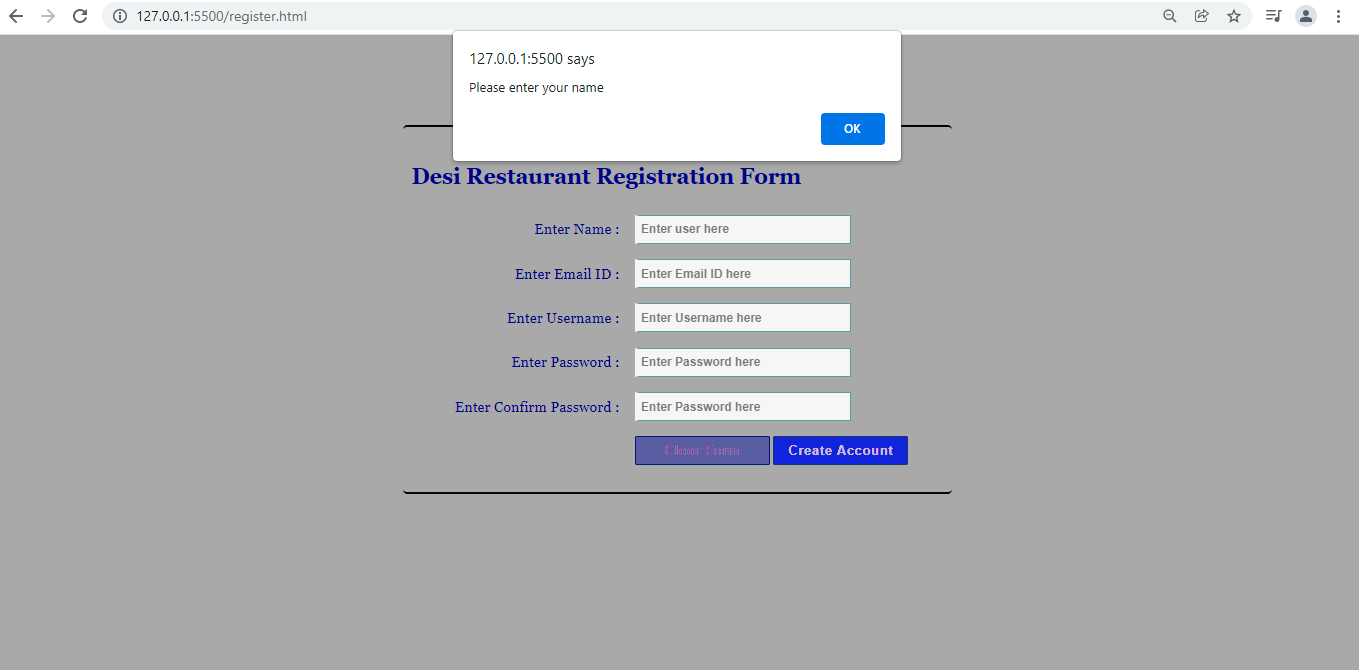 127.0.0.1:5500/register.html
127.0.0.1:5500 says
Please enter your name
OK
Desi Restaurant Registration Form
Enter Name : Enter user here
Enter Email ID : Enter Email ID here
Enter Username : Enter Username here
Enter Password : Enter Password here
Enter Confirm Password : Enter Password here
Clear Form Create Account